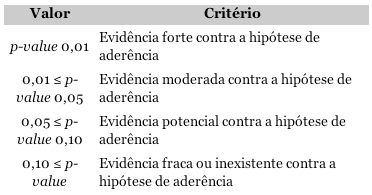 Valor Critério
p-value 0,01 Evidência forte contra a hipótese de
aderência
0,01 ≤ p- Evidência moderada contra a hipótese de
value 0,05 aderência
0,05 ≤ p- Evidência potencial contra a hipótese de
value 0,10 aderência
0,10 ≤ p- Evidência fraca ou inexistente contra a
value hipótese de aderência